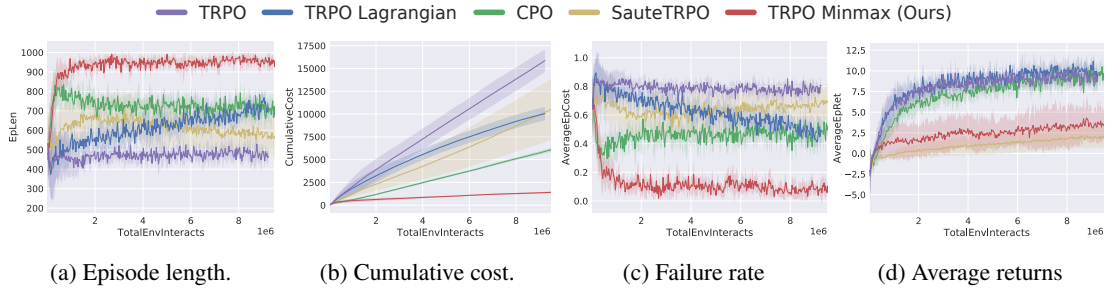 TRPO TRPO Lagrangian CPO SauteTRPO TRPO Minmax (Ours)
EpLen
1000
900
800
700
600
500
400
300
200
2 4 6 8
1e6
TotalEnvInteracts
(a) Episode length.
CumulativeCost
17500
15000
12500
10000
7500
5000
2500
0
2 4 6 8
1e6
TotalEnvInteracts
(b) Cumulative cost.
AverageEpCost
1.0
0.8
0.6
0.4
0.2
0.0
2 4 6 8
1e6
TotalEnvInteracts
(c) Failure rate
AverageEpRet
12.5
10.0
7.5
5.0
2.5
0.0
−2.5
−5.0
2 4 6 8
1e6
TotalEnvInteracts
(d) Average returns